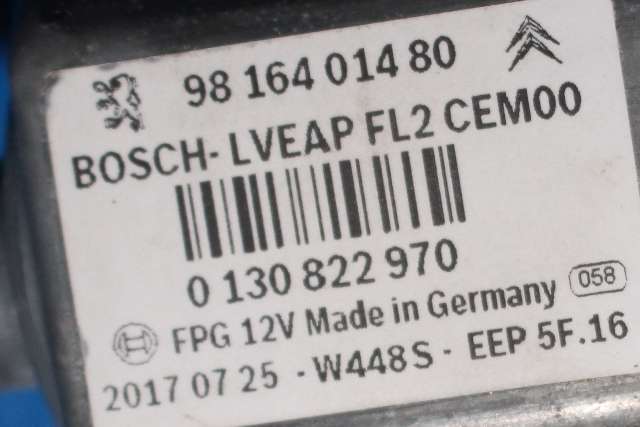 98 164 014 80
BOSCH- LVEAP FL2 CEM00
0 130 822 970
FPG 12V Made in Germany 058
2017 07 25 - W448S - EEP 5F.16